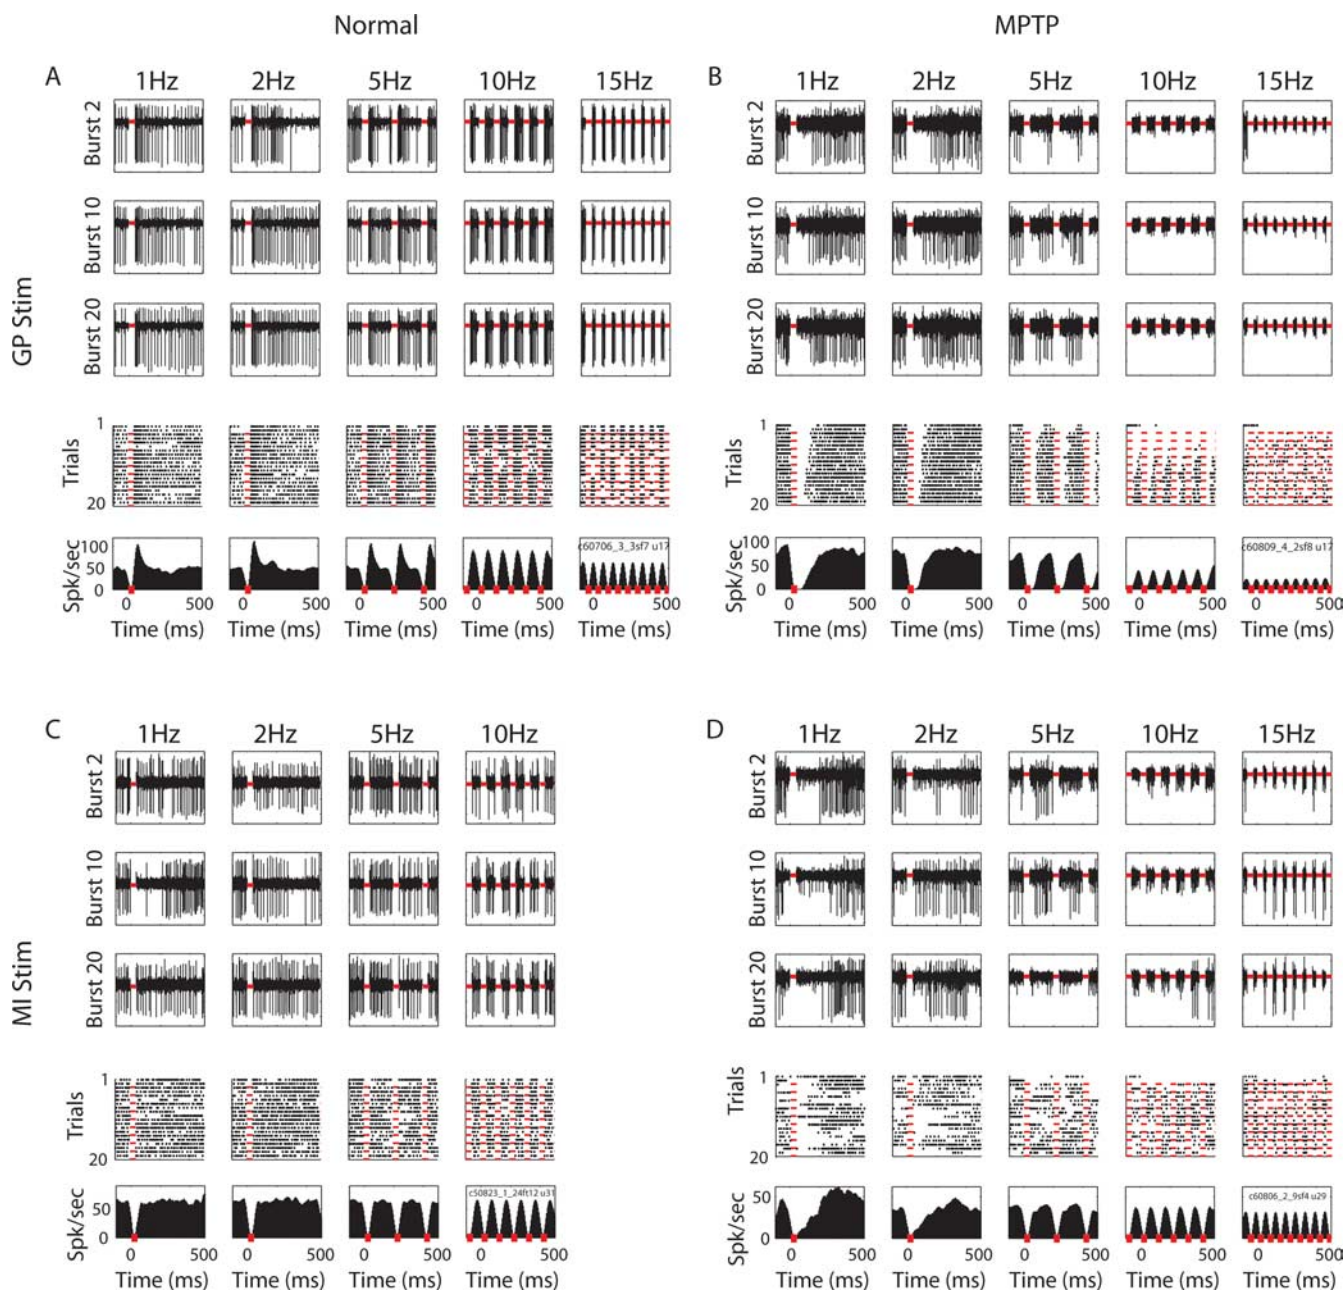 Normal MPTP
A 1Hz 2Hz 5Hz 10Hz 15Hz
B 1Hz 2Hz 5Hz 10Hz 15Hz
GP Stim
Burst 2
Burst 2
Burst 10
Burst 10
Burst 20
Burst 20
1
Trials
20
1
Trials
20
100
50
0
Spk/sec
c60706_3_3sf7 u17
100
50
0
Spk/sec
c60809_4_2sf8 u17
0 500 0 500 0 500 0 500 0 500
0 500 0 500 0 500 0 500 0 500
Time (ms) Time (ms) Time (ms) Time (ms) Time (ms)
Time (ms) Time (ms) Time (ms) Time (ms) Time (ms)
C 1Hz 2Hz 5Hz 10Hz
D 1Hz 2Hz 5Hz 10Hz 15Hz
MI Stim
Burst 2
Burst 2
Burst 10
Burst 10
Burst 20
Burst 20
1
Trials
20
1
Trials
20
50
0
Spk/sec
c50823_1_24ft12 u31
50
0
Spk/sec
c60806_2_9sf4 u29
0 500 0 500 0 500 0 500
0 500 0 500 0 500 0 500 0 500
Time (ms) Time (ms) Time (ms) Time (ms)
Time (ms) Time (ms) Time (ms) Time (ms) Time (ms)